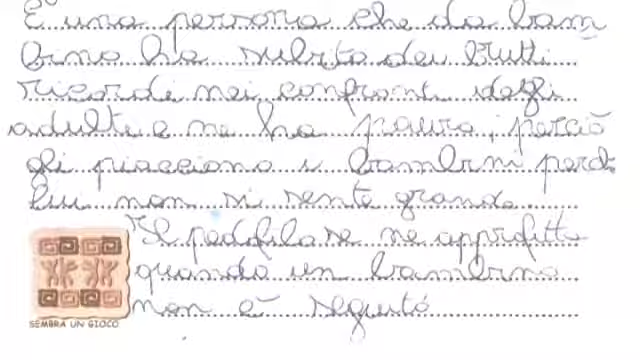 È una persona che da bam
bino ha subito dei brutti
ricordi nei confronti degli
adulti e ne ha paura, perciò
gli piacciono i bambini perch
lui non si sente grande.
Il pedofilo se ne approfitta
quando un bambino
non è seguito
SEMBRA UN GIOCO